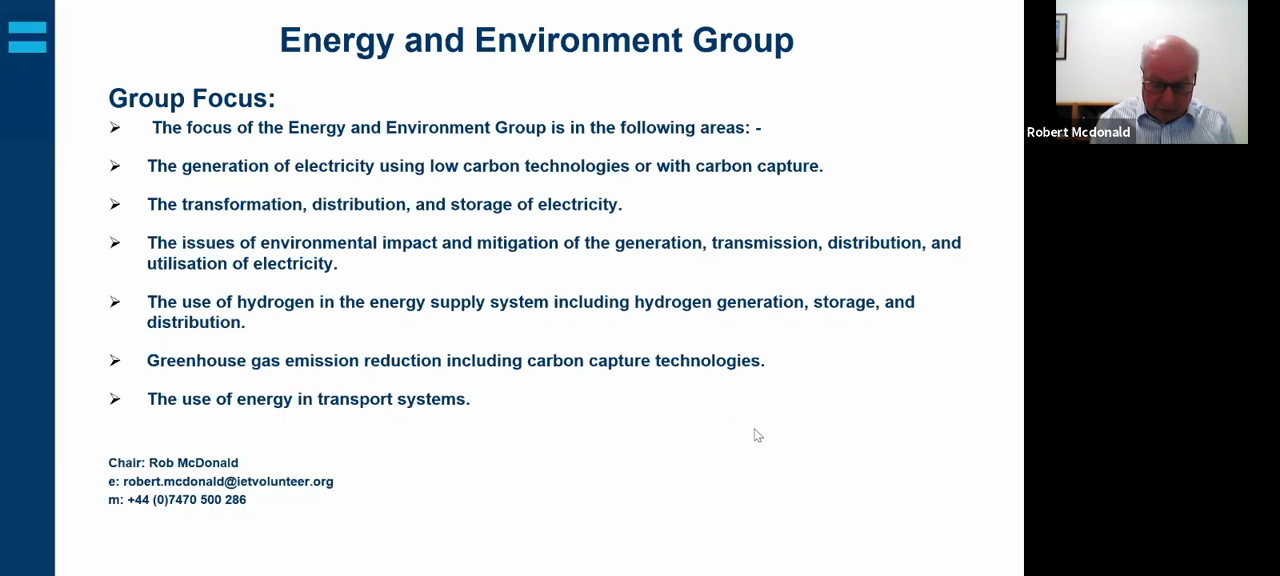 Energy and Environment Group
Group Focus:
➢ The focus of the Energy and Environment Group is in the following areas: -
➢ The generation of electricity using low carbon technologies or with carbon capture.
➢ The transformation, distribution, and storage of electricity.
➢ The issues of environmental impact and mitigation of the generation, transmission, distribution, and
utilisation of electricity.
➢ The use of hydrogen in the energy supply system including hydrogen generation, storage, and
distribution.
➢ Greenhouse gas emission reduction including carbon capture technologies.
➢ The use of energy in transport systems.
Chair: Rob McDonald
e: robert.mcdonald@ietvolunteer.org
m: +44 (0)7470 500 286
Robert Mcdonald